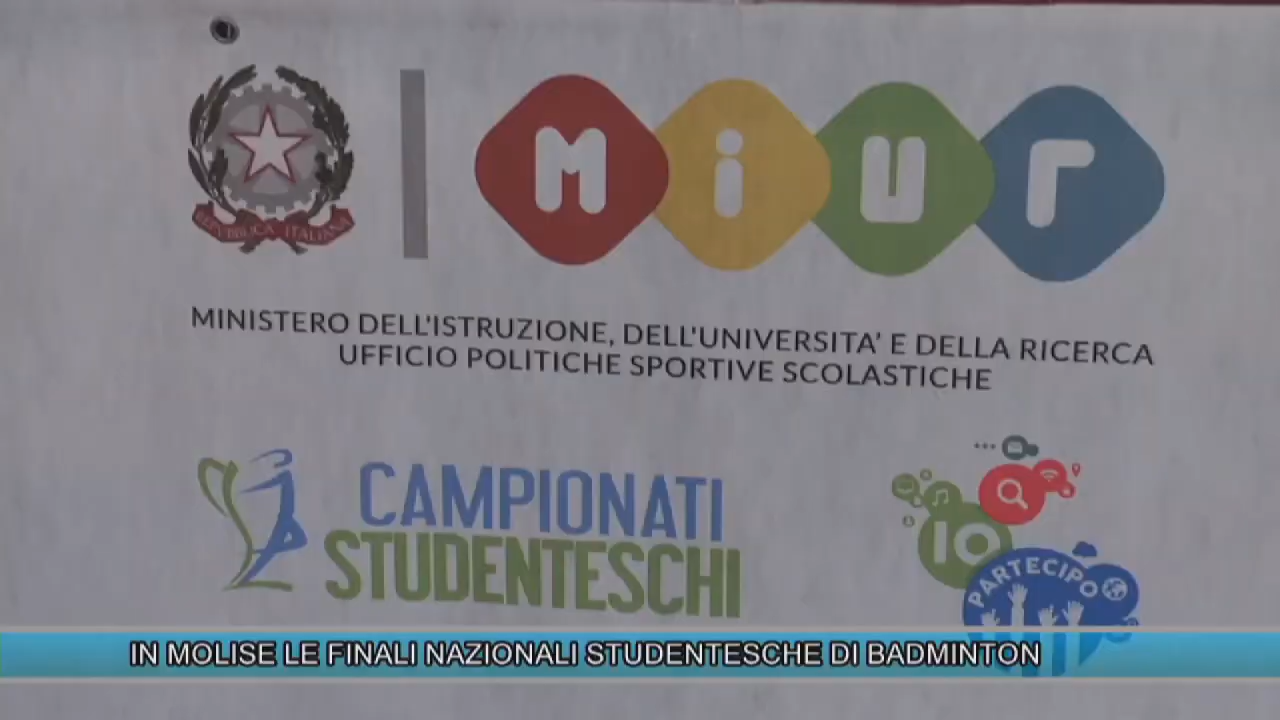 Miur
REPUBBLICA ITALIANA
MINISTERO DELL'ISTRUZIONE, DELL'UNIVERSITA' E DELLA RICERCA
UFFICIO POLITICHE SPORTIVE SCOLASTICHE
CAMPIONATI
STUDENTESCHI
IO
PARTECIPO
IN MOLISE LE FINALI NAZIONALI STUDENTESCHE DI BADMINTON